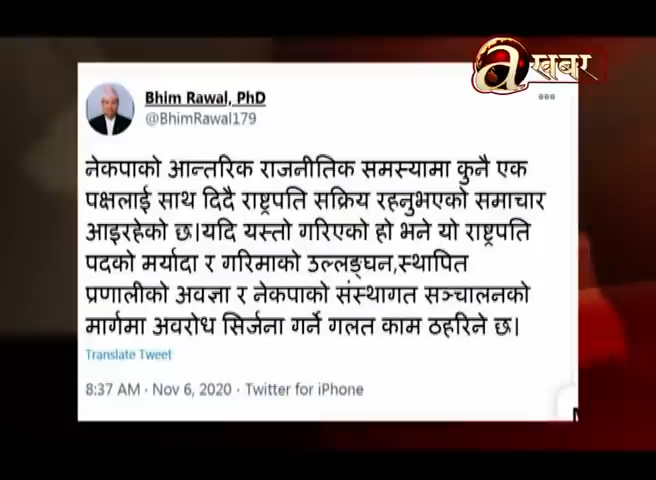 a खबर
Bhim Rawal, PhD
@BhimRawal179
नेकपाको आन्तरिक राजनीतिक समस्यामा कुनै एक
पक्षलाई साथ दिदै राष्ट्रपति सक्रिय रहनुभएको समाचार
आइरहेको छ।यदि यस्तो गरिएको हो भने यो राष्ट्रपति
पदको मर्यादा र गरिमाको उल्लङ्घन,स्थापित
प्रणालीको अवज्ञा र नेकपाको संस्थागत सञ्चालनको
मार्गमा अवरोध सिर्जना गर्ने गलत काम ठहरिने छ।
Translate Tweet
8:37 AM · Nov 6, 2020 · Twitter for iPhone